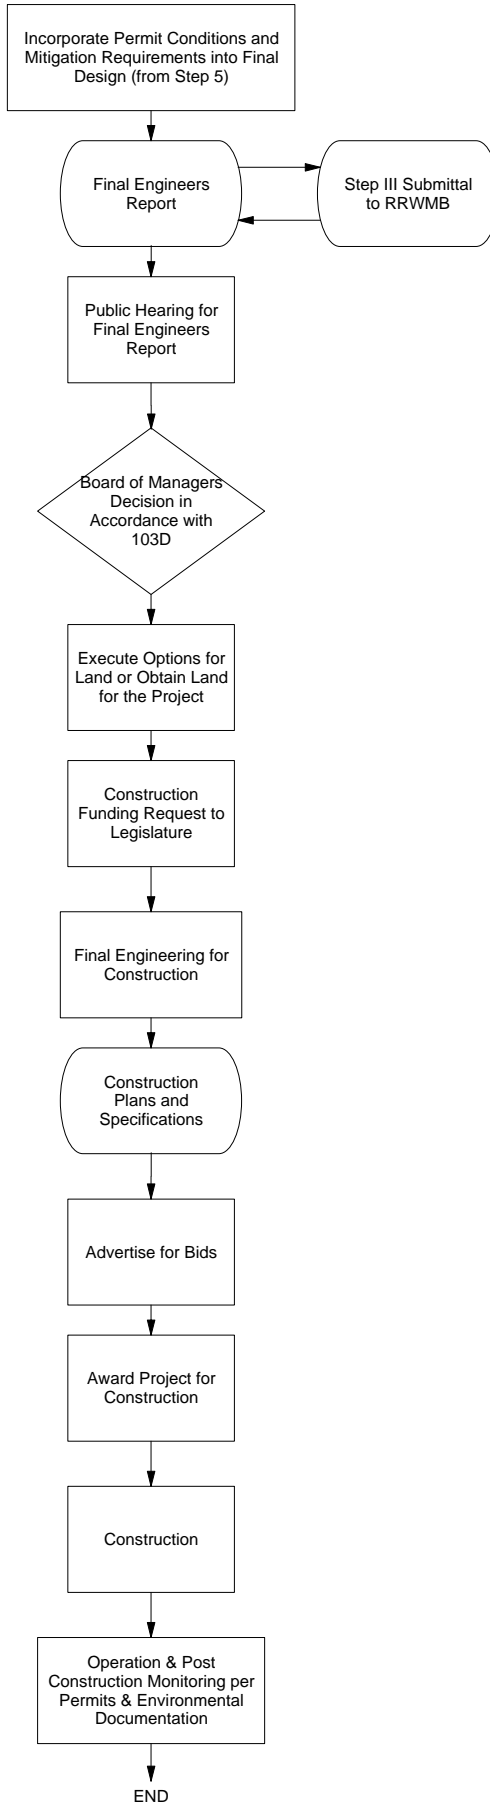 Incorporate Permit Conditions and
Mitigation Requirements into Final
Design (from Step 5)
Final Engineers
Report
Step III Submittal
to RRWMB
Public Hearing for
Final Engineers
Report
Board of Managers
Decision in
Accordance with
103D
Execute Options for
Land or Obtain Land
for the Project
Construction
Funding Request to
Legislature
Final Engineering for
Construction
Construction
Plans and
Specifications
Advertise for Bids
Award Project for
Construction
Construction
Operation & Post
Construction Monitoring per
Permits & Environmental
Documentation
END